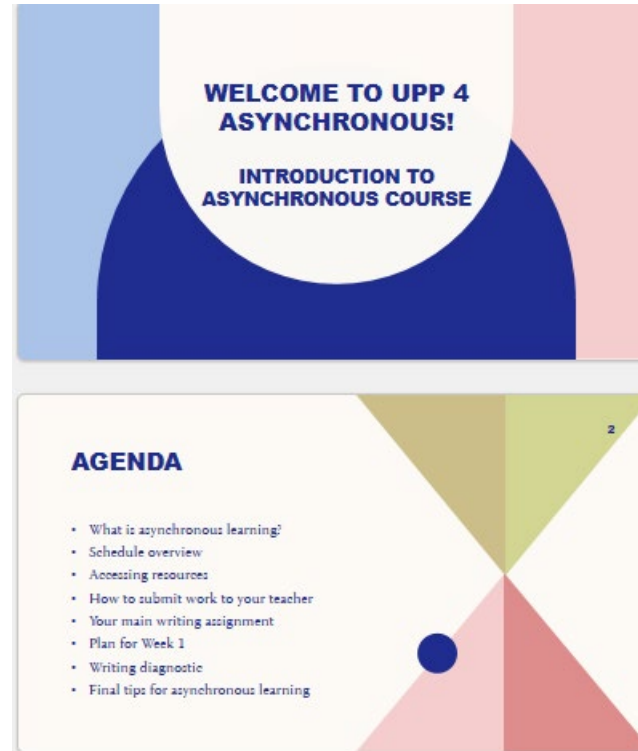 WELCOME TO UPP 4
ASYNCHRONOUS!
INTRODUCTION TO
ASYNCHRONOUS COURSE
2
AGENDA
• What is asynchronous learning?
• Schedule overview
• Accessing resources
• How to submit work to your teacher
• Your main writing assignment
• Plan for Week 1
• Writing diagnostic
• Final tips for asynchronous learning